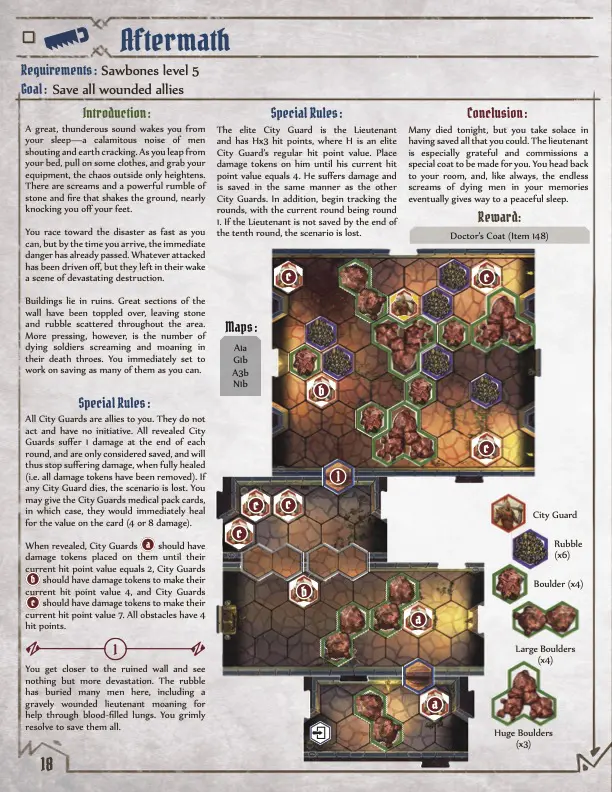 Aftermath
Requirements: Sawbones level 5
Goal: Save all wounded allies
Introduction:
A great, thunderous sound wakes you from
your sleep—a calamitous noise of men
shouting and earth cracking. As you leap from
your bed, pull on some clothes, and grab your
equipment, the chaos outside only heightens.
There are screams and a powerful rumble of
stone and fire that shakes the ground, nearly
knocking you off your feet.
You race toward the disaster as fast as you
can, but by the time you arrive, the immediate
danger has already passed. Whatever attacked
has been driven off, but they left in their wake
a scene of devastating destruction.
Buildings lie in ruins. Great sections of the
wall have been toppled over, leaving stone
and rubble scattered throughout the area.
More pressing, however, is the number of
dying soldiers screaming and moaning in
their death throes. You immediately set to
work on saving as many of them as you can.
Special Rules:
All City Guards are allies to you. They do not
act and have no initiative. All revealed City
Guards suffer 1 damage at the end of each
round, and are only considered saved, and will
thus stop suffering damage, when fully healed
(i.e. all damage tokens have been removed). If
any City Guard dies, the scenario is lost. You
may give the City Guards medical pack cards,
in which case, they would immediately heal
for the value on the card (4 or 8 damage).
When revealed, City Guards a should have
damage tokens placed on them until their
current hit point value equals 2, City Guards
b should have damage tokens to make their
current hit point value 4, and City Guards
c should have damage tokens to make their
current hit point value 7. All obstacles have 4
hit points.
1
You get closer to the ruined wall and see
nothing but more devastation. The rubble
has buried many men here, including a
gravely wounded lieutenant moaning for
help through blood-filled lungs. You grimly
resolve to save them all.
18
Special Rules:
The elite City Guard is the Lieutenant
and has Hx3 hit points, where H is an elite
City Guard's regular hit point value. Place
damage tokens on him until his current hit
point value equals 4. He suffers damage and
is saved in the same manner as the other
City Guards. In addition, begin tracking the
rounds, with the current round being round
1. If the Lieutenant is not saved by the end of
the tenth round, the scenario is lost.
Conclusion:
Many died tonight, but you take solace in
having saved all that you could. The lieutenant
is especially grateful and commissions a
special coat to be made for you. You head back
to your room, and, like always, the endless
screams of dying men in your memories
eventually gives way to a peaceful sleep.
Reward:
Doctor's Coat (Item 148)
Maps:
A1a
G1b
A3b
N1b
c
c
b
c
1
c
c
c
b
a
a
City Guard
Rubble
(x6)
Boulder (x4)
Large Boulders
(x4)
Huge Boulders
(x3)